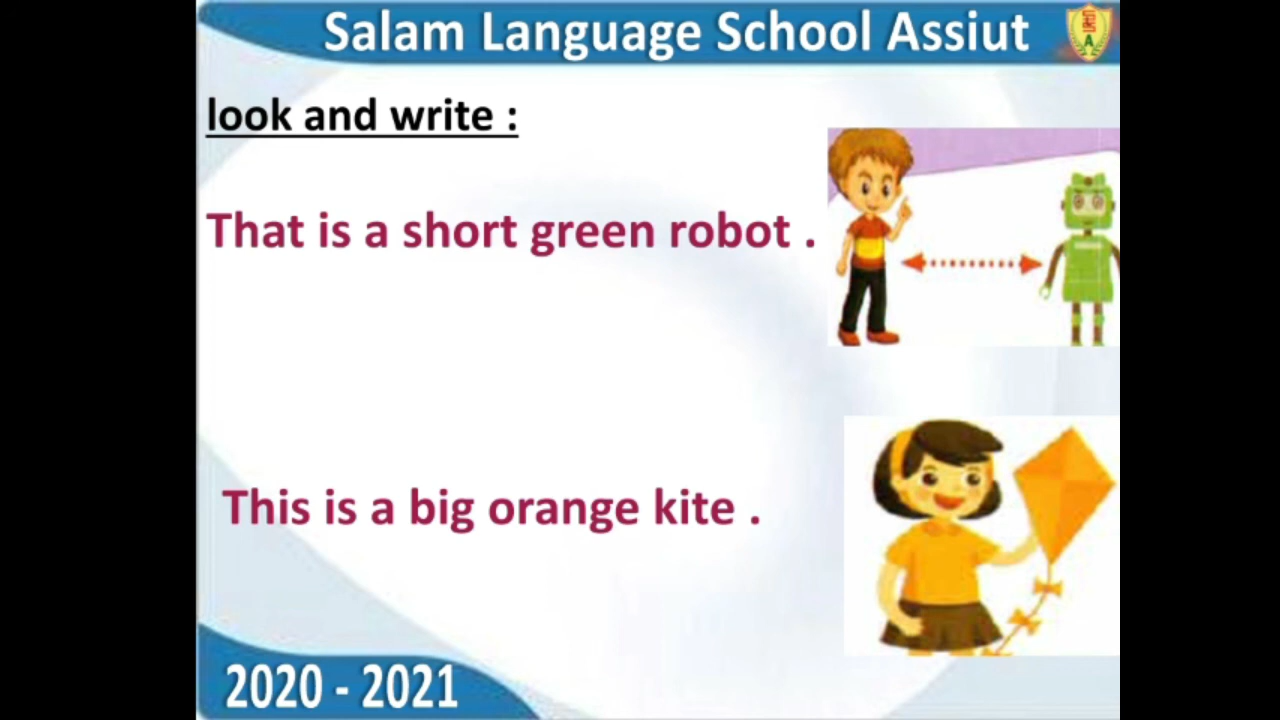 Salam Language School Assiut
look and write :
That is a short green robot .
This is a big orange kite .
2020 - 2021